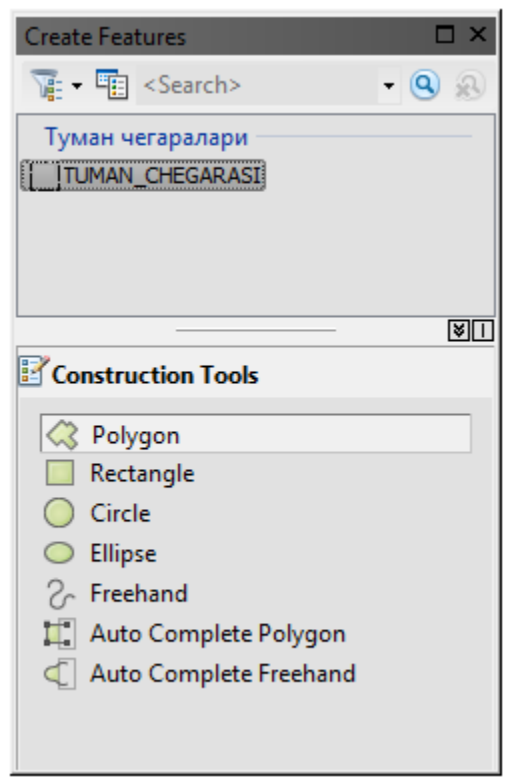 Create Features
<Search>
Туман чегаралари
TUMAN_CHEGARASI
Construction Tools
Polygon
Rectangle
Circle
Ellipse
Freehand
Auto Complete Polygon
Auto Complete Freehand